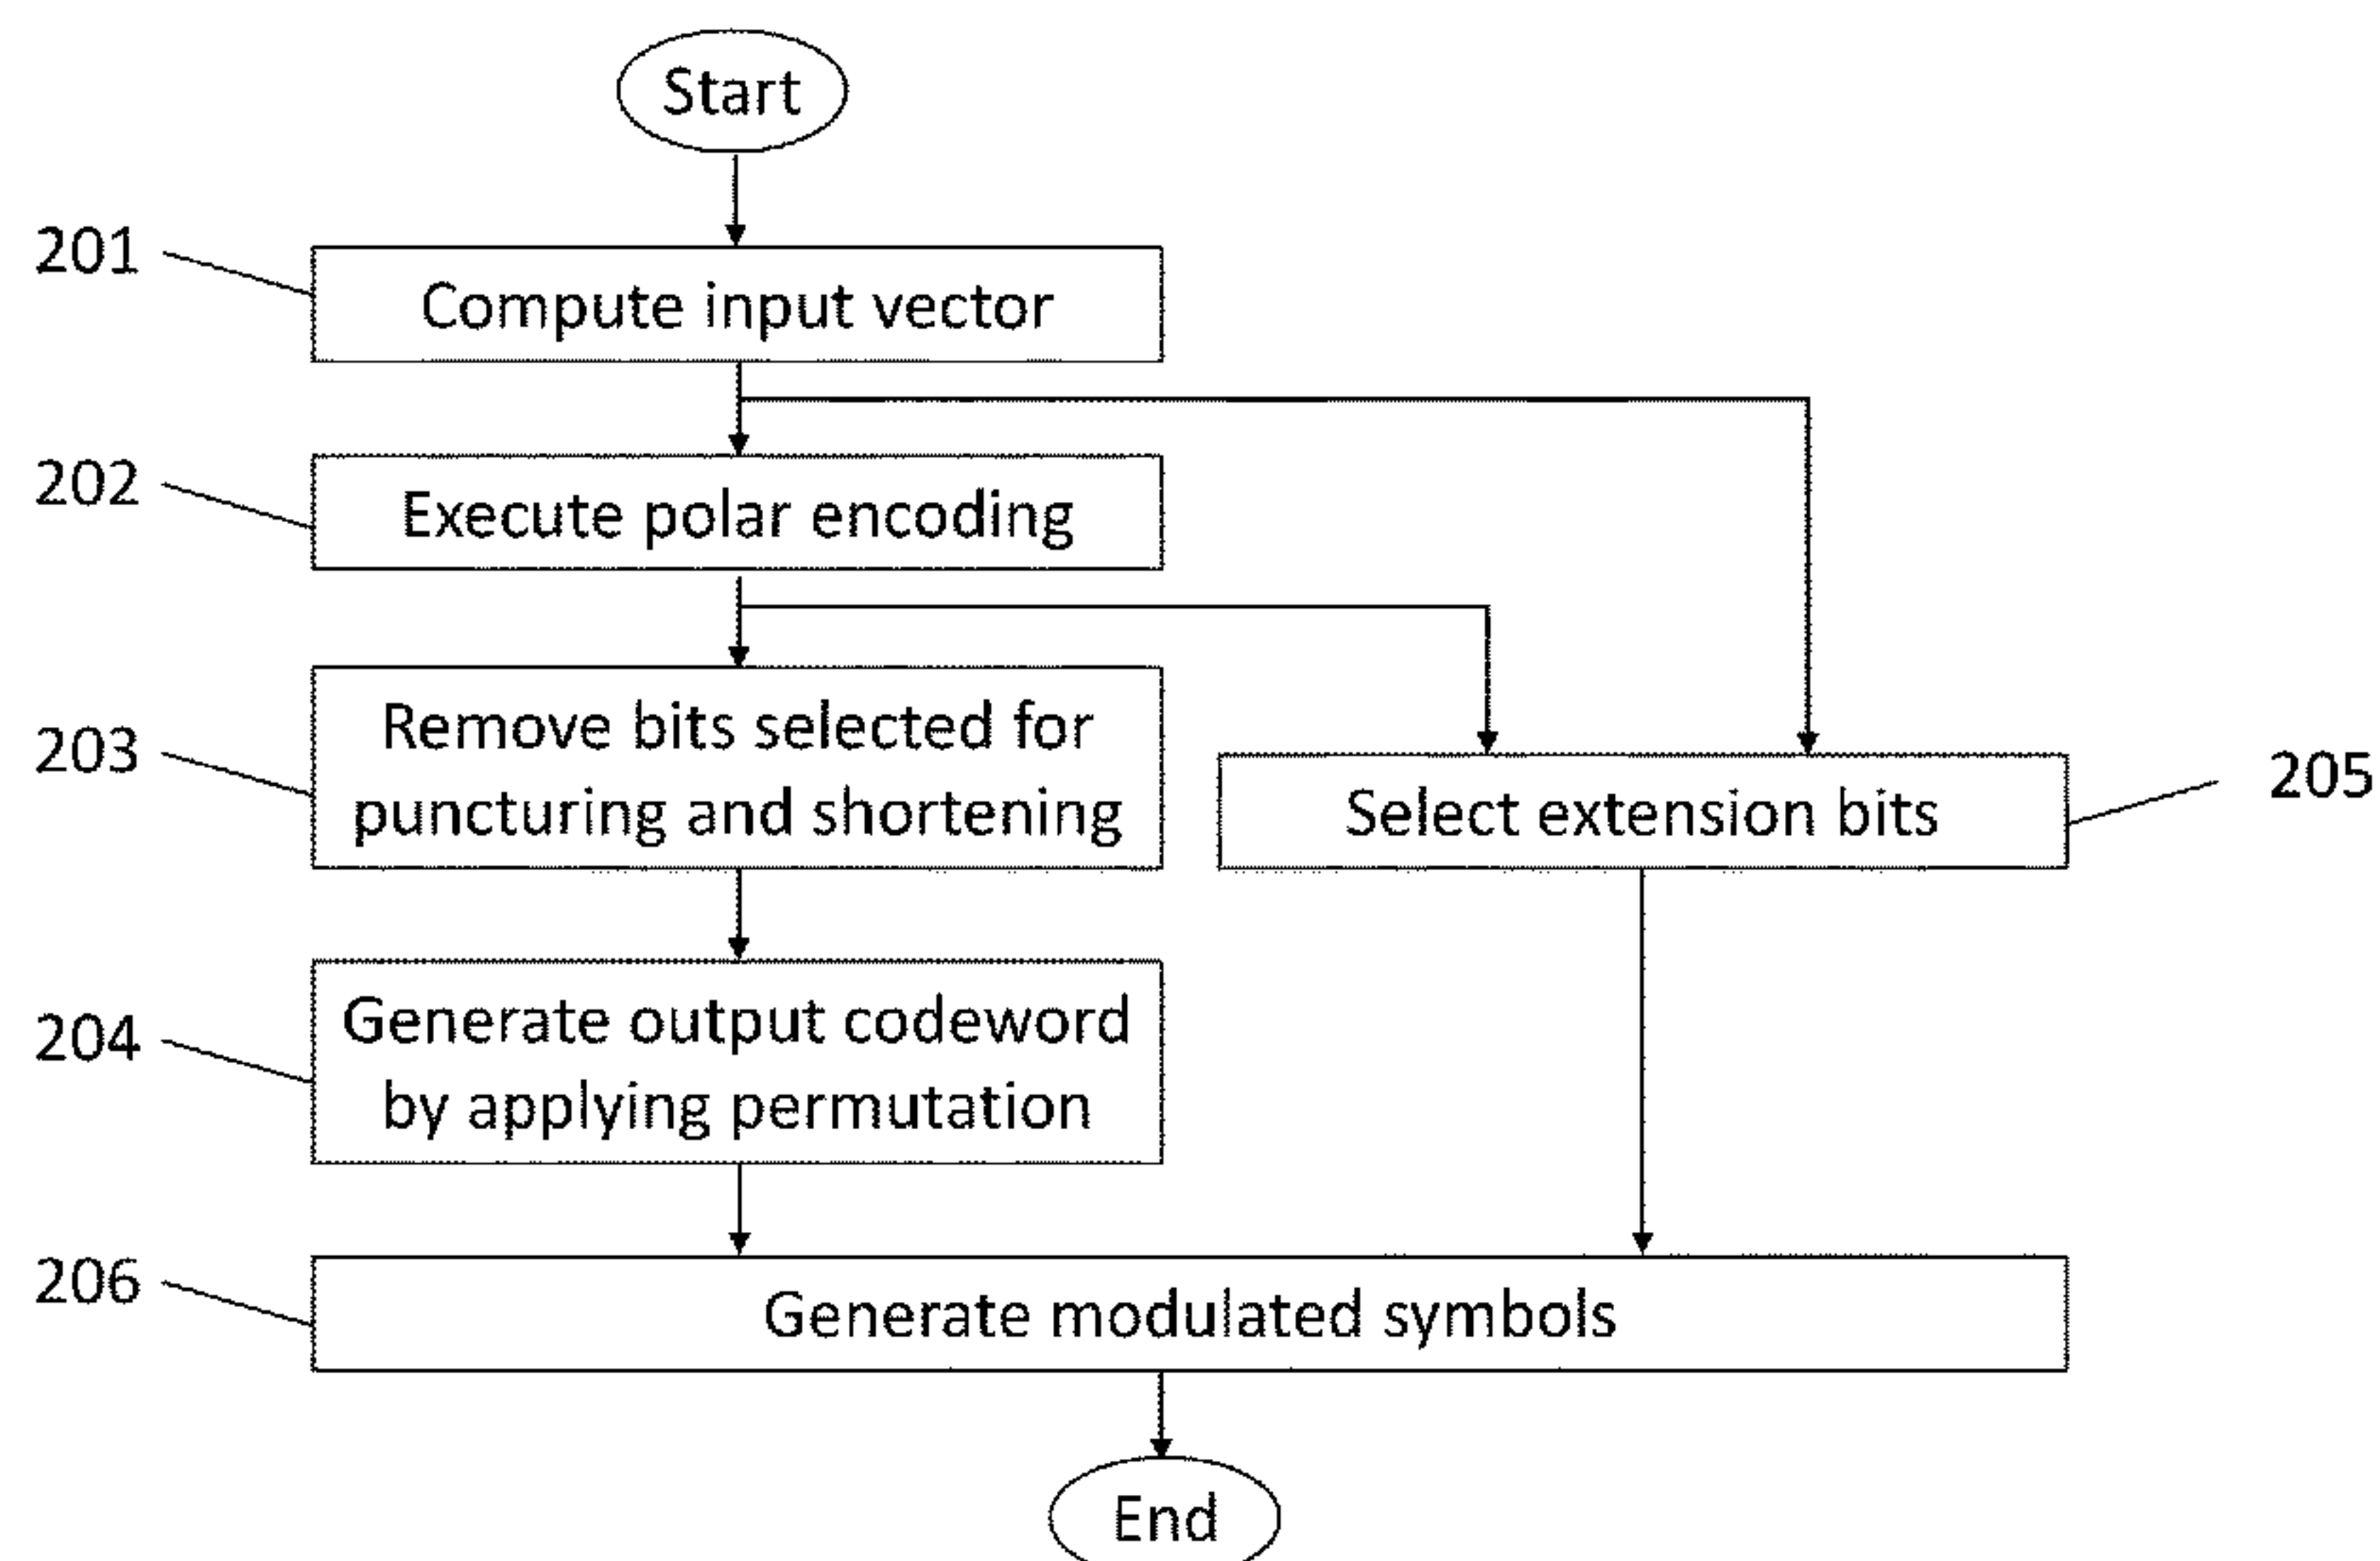 Start
201
Compute input vector
202
Execute polar encoding
203
Remove bits selected for
puncturing and shortening
Select extension bits
205
204
Generate output codeword
by applying permutation
206
Generate modulated symbols
End